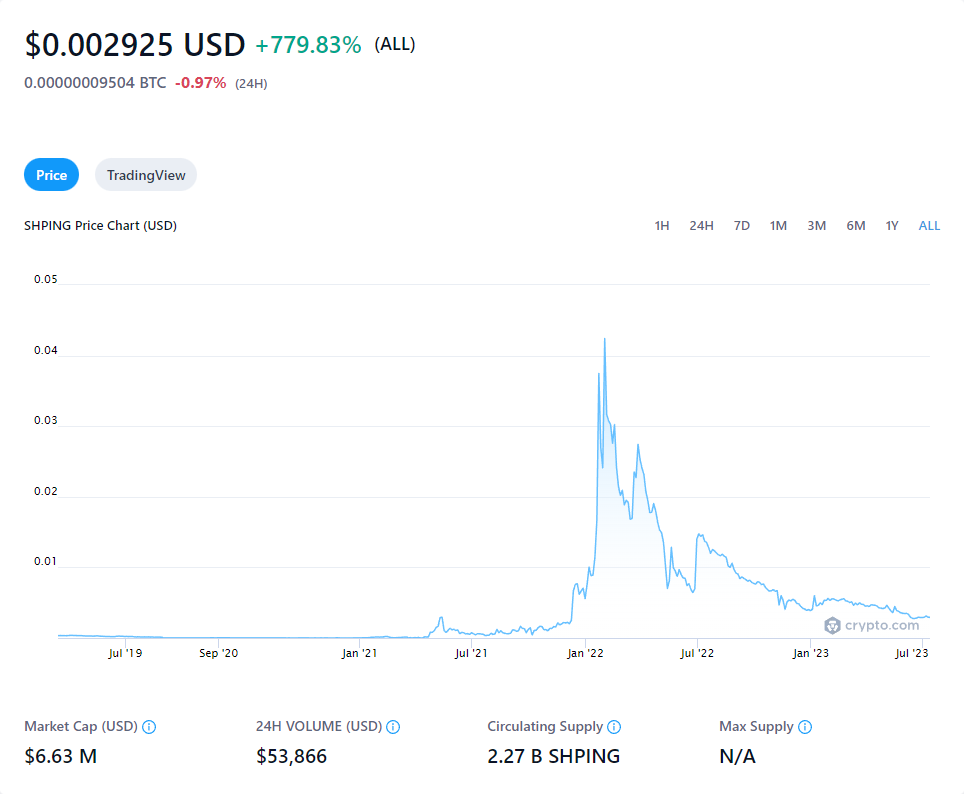 $0.002925 USD +779.83% (ALL)
0.00000009504 BTC -0.97% (24H)
Price TradingView
SHPING Price Chart (USD) 1H 24H 7D 1M 3M 6M 1Y ALL
0.05
0.04
0.03
0.02
0.01
crypto.com
Jul '19 Sep '20 Jan '21 Jul '21 Jan '22 Jul '22 Jan '23 Jul '23
Market Cap (USD) 24H VOLUME (USD) Circulating Supply Max Supply
$6.63 M $53,866 2.27 B SHPING N/A